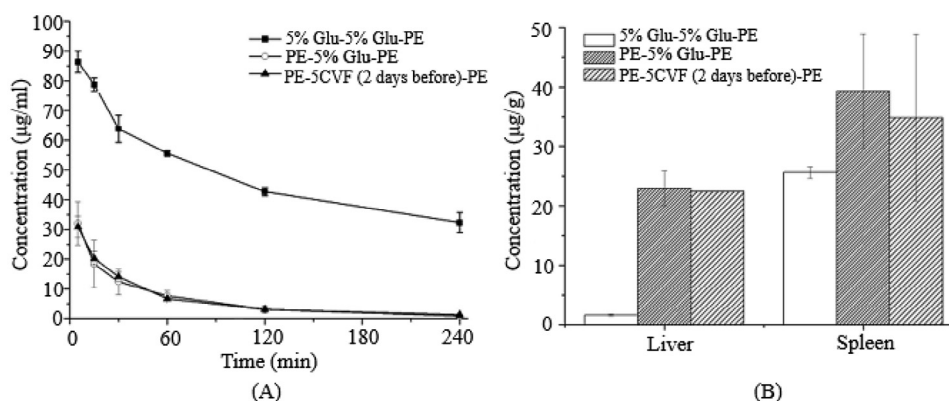 100
90
80
70
60
50
40
30
20
10
0
Concentration (µg/ml)
5% Glu-5% Glu-PE
PE-5% Glu-PE
PE-5CVF (2 days before)-PE
0 60 120 180 240
Time (min)
(A)
50
40
30
20
10
0
Concentration (µg/g)
5% Glu-5% Glu-PE
PE-5% Glu-PE
PE-5CVF (2 days before)-PE
Liver Spleen
(B)